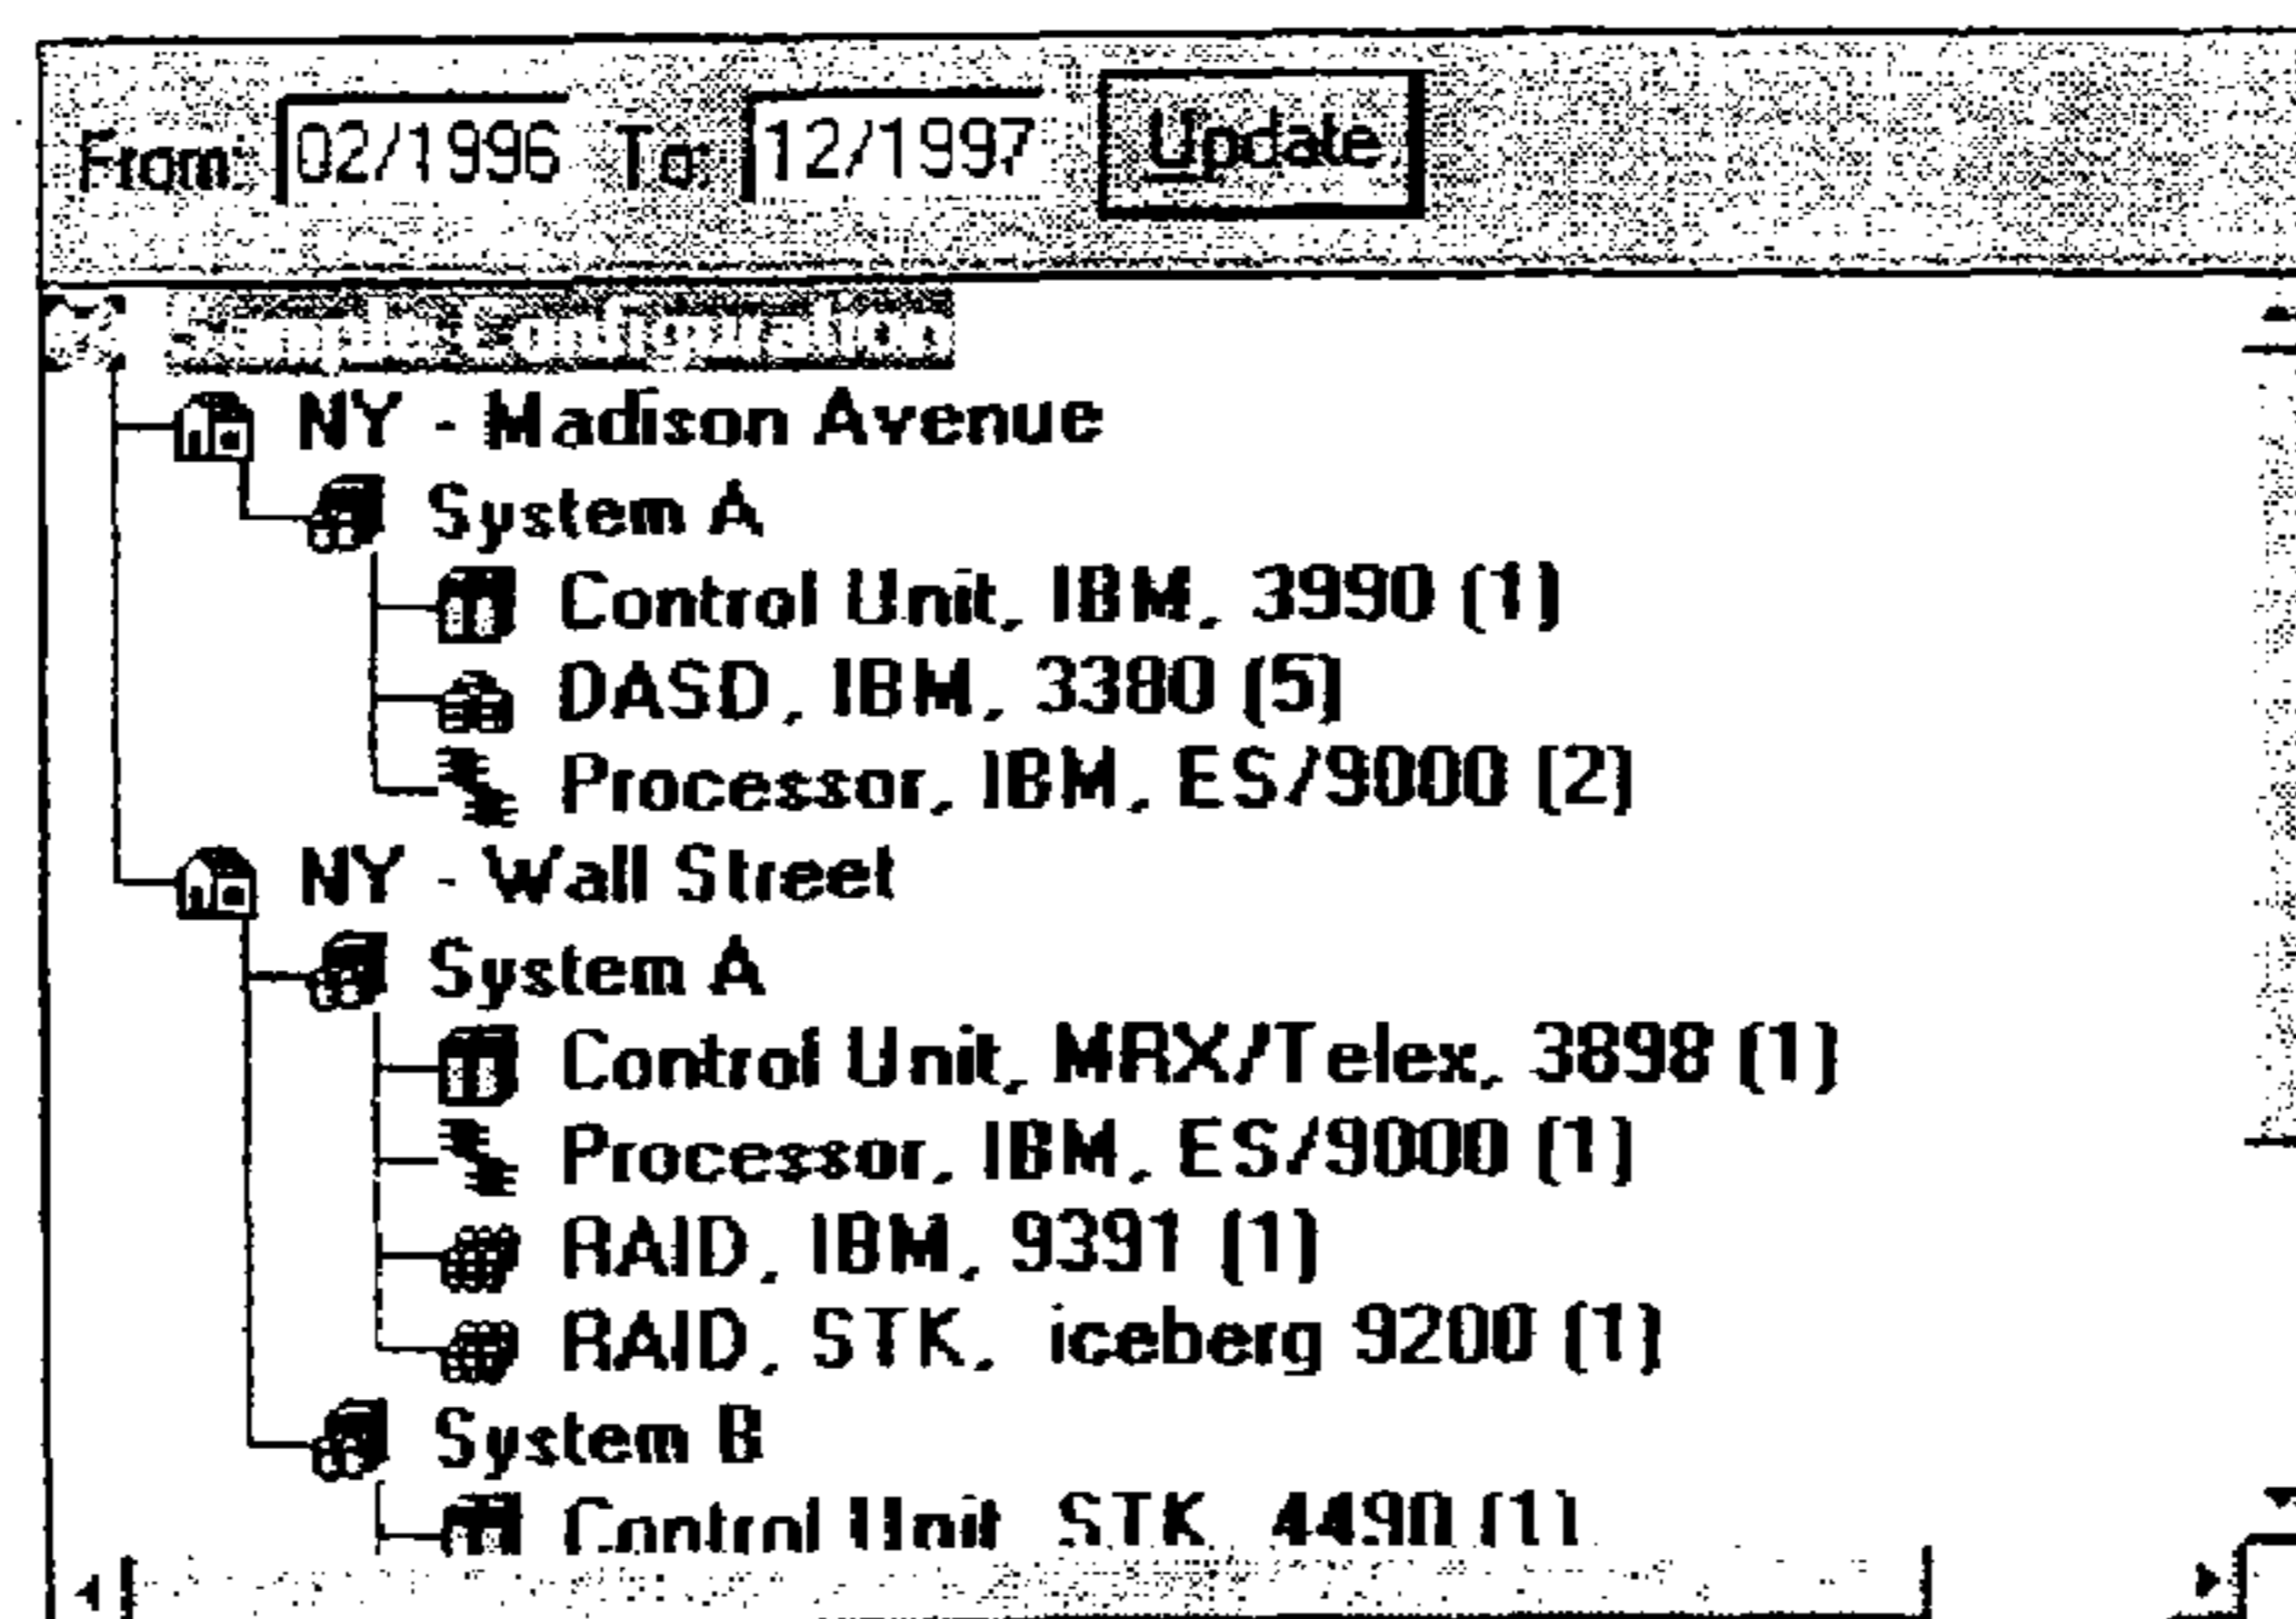 From: 02/1996 To: 12/1997 Update
Sample Configuration
NY - Madison Avenue
System A
Control Unit, IBM, 3990 (1)
DASD, IBM, 3380 (5)
Processor, IBM, ES/9000 (2)
NY - Wall Street
System A
Control Unit, MRX/Telex, 3898 (1)
Processor, IBM, ES/9000 (1)
RAID, IBM, 9391 (1)
RAID, STK, iceberg 9200 (1)
System B
Control Unit, STK, 4490 (1)